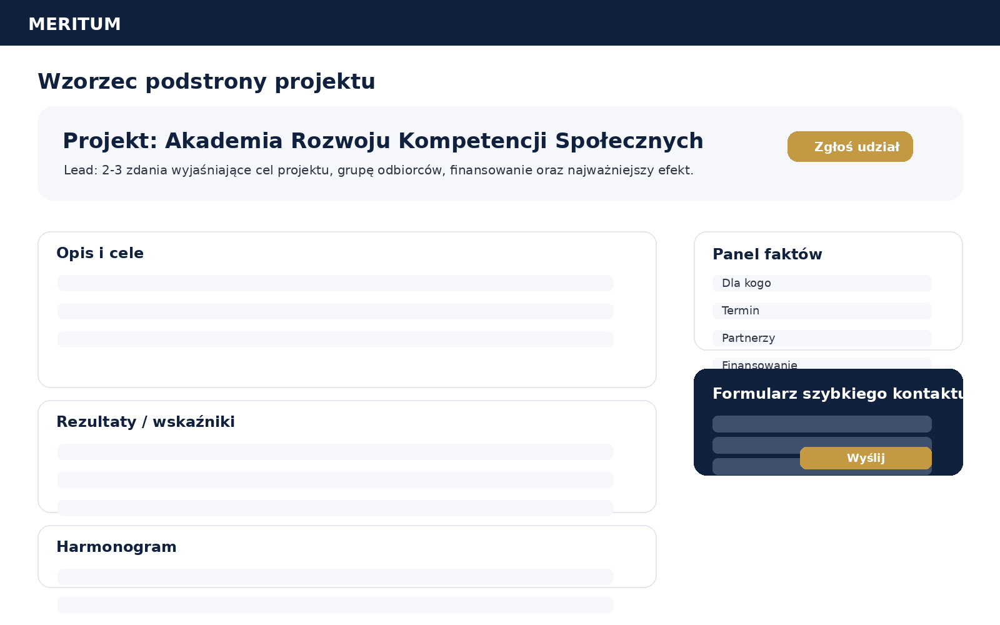 MERITUM
Wzorzec podstrony projektu
Projekt: Akademia Rozwoju Kompetencji Społecznych
Lead: 2-3 zdania wyjaśniające cel projektu, grupę odbiorców, finansowanie oraz najważniejszy efekt.
Zgłoś udział
Opis i cele
Rezultaty / wskaźniki
Harmonogram
Panel faktów
Dla kogo
Termin
Partnerzy
Finansowanie
Formularz szybkiego kontaktu
Wyślij